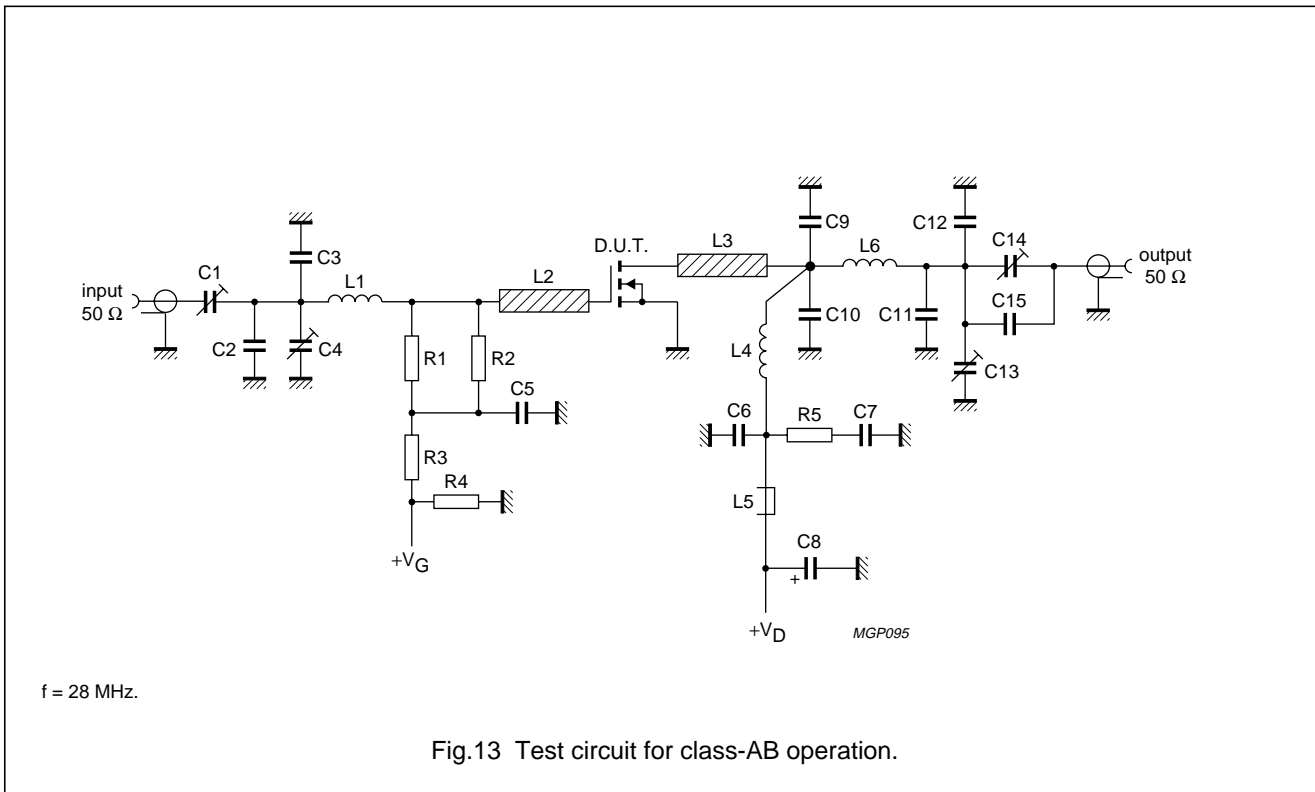 C9
C12
D.U.T.
L3
L6
C14
output
50 Ω
C1
C3
L1
L2
input
50 Ω
C15
C10
C11
C2
C4
R1
R2
L4
C13
C5
C6
R5
C7
R3
R4
L5
C8
+VG
+
+VD
MGP095
f = 28 MHz.
Fig.13 Test circuit for class-AB operation.